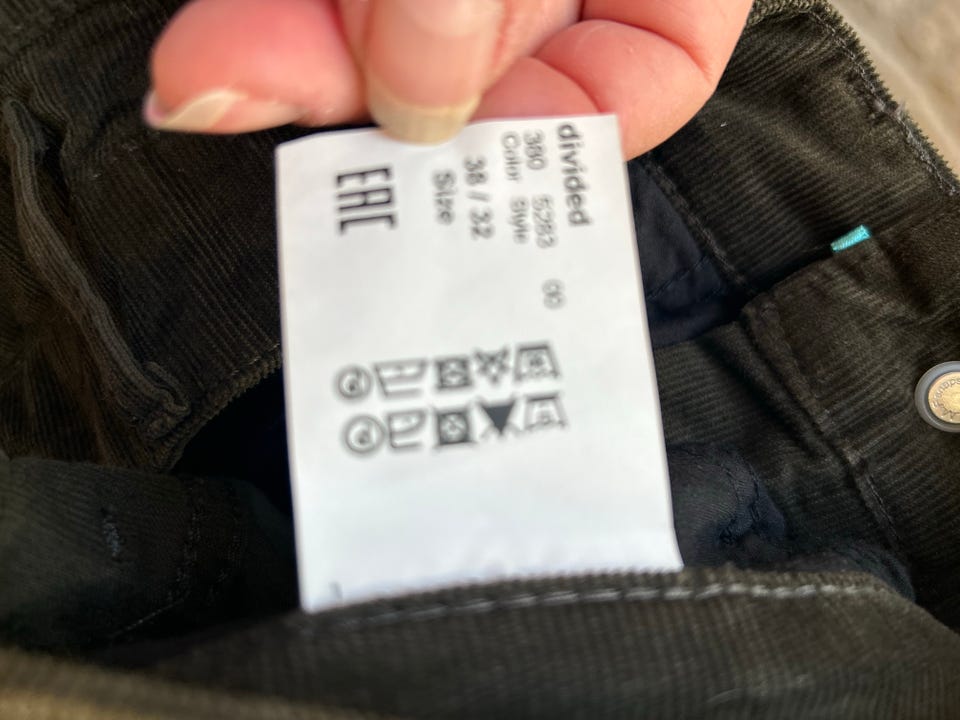 divided
380 5283 00
Color Style
38 / 32
Size
EAC